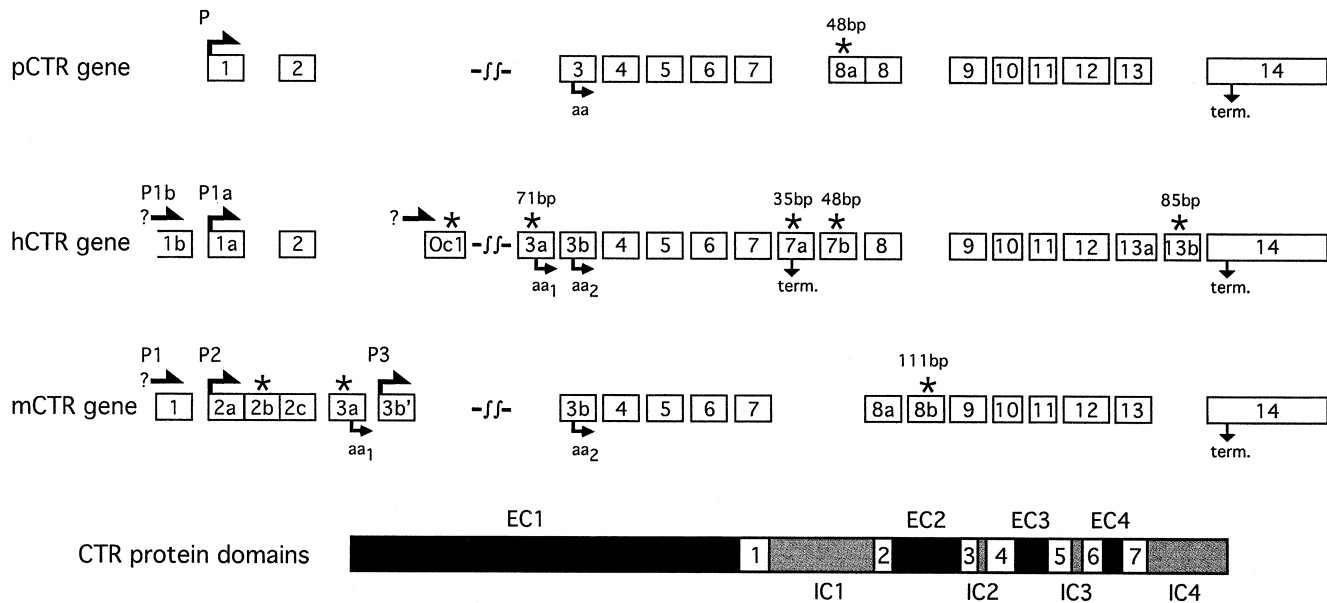 P 48bp
pCTR gene 1 2 3 4 5 6 7 8a 8 9 10 11 12 13 14
aa term.
P1b P1a 71bp 35bp 48bp 85bp
? ? * * * * *
hCTR gene 1b 1a 2 Oc1 3a 3b 4 5 6 7 7a 7b 8 9 10 11 12 13a 13b 14
aa1 aa2 term. term.
P1 P2 P3 111bp
? * * *
mCTR gene 1 2a 2b 2c 3a 3b' 3b 4 5 6 7 8a 8b 9 10 11 12 13 14
aa1 aa2 term.
EC1 EC2 EC3 EC4
CTR protein domains 1 2 3 4 5 6 7
IC1 IC2 IC3 IC4